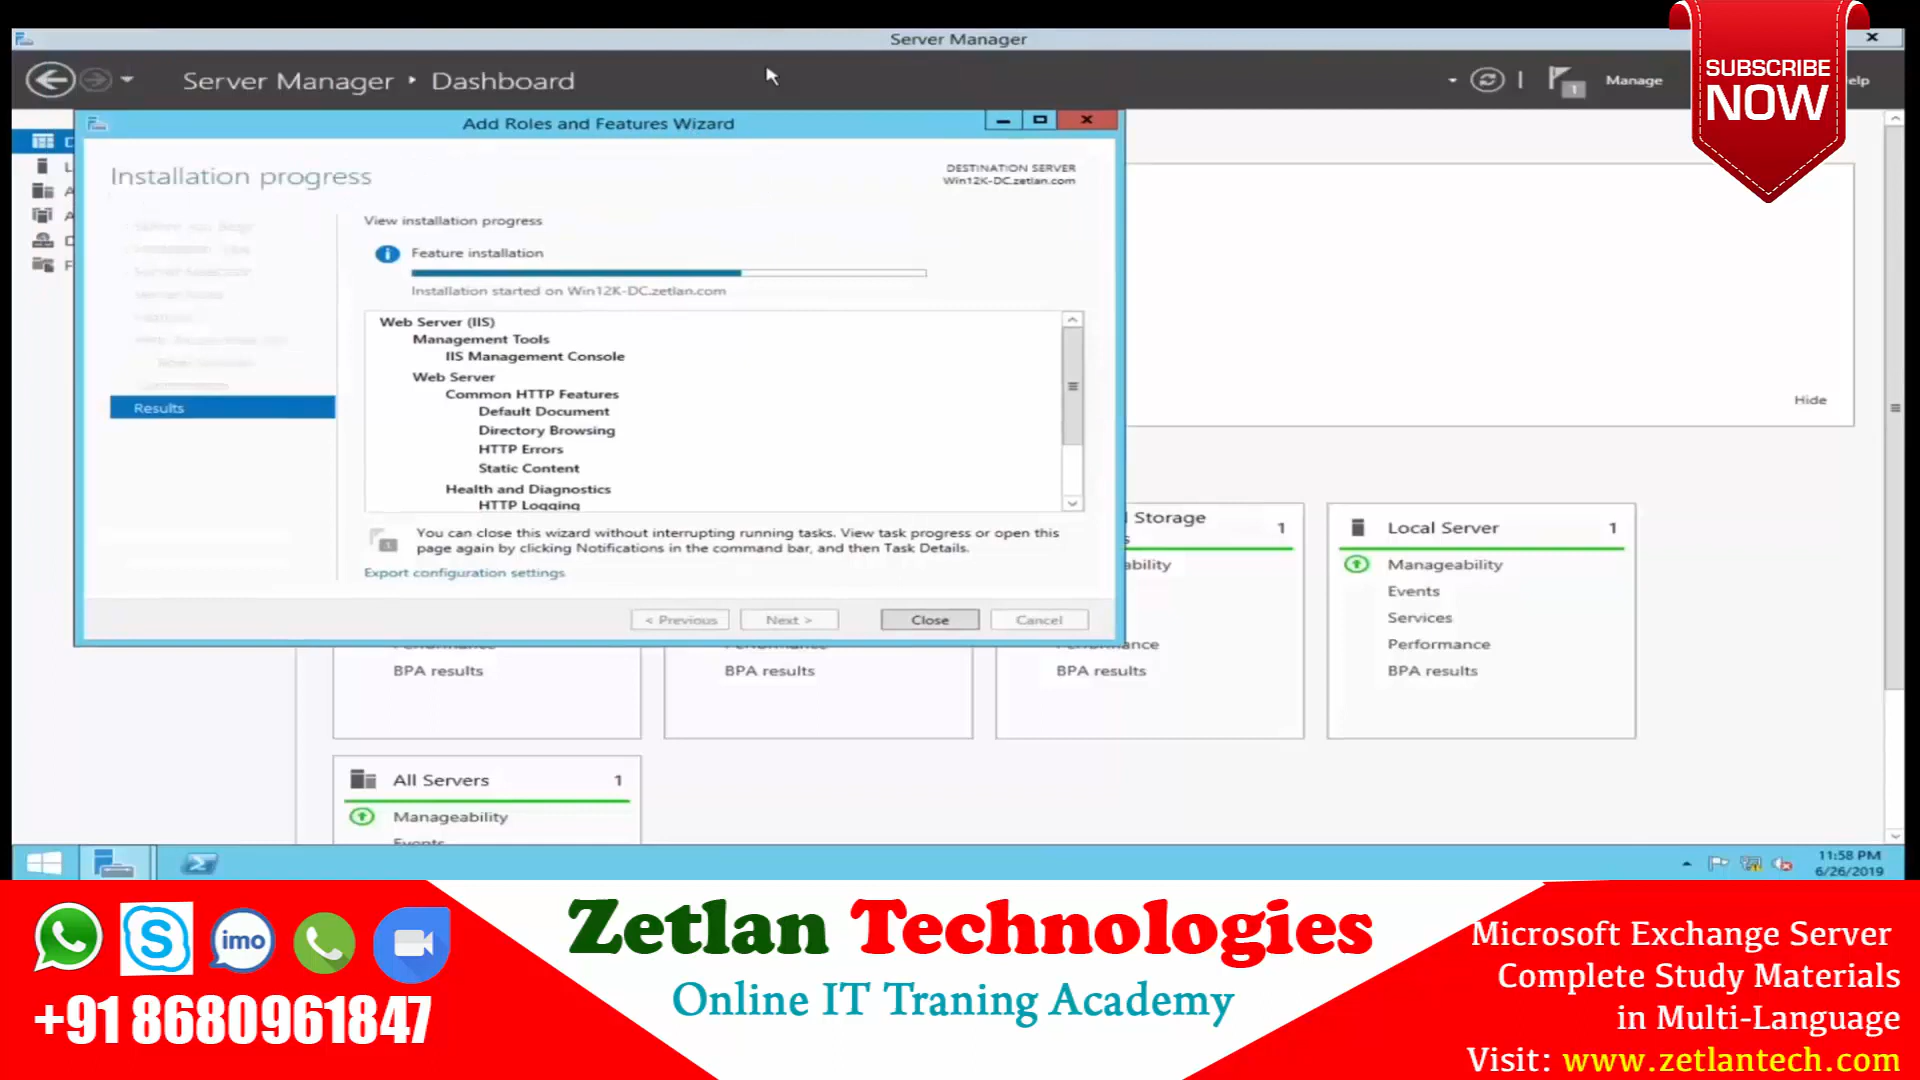 Server Manager
Server Manager • Dashboard
1
Manage
elp
SUBSCRIBE
NOW
Add Roles and Features Wizard
Installation progress
DESTINATION SERVER
Win12K-DC.zetlan.com
View installation progress
Feature installation
Installation started on Win12K-DC.zetlan.com
Results
Web Server (IIS)
Management Tools
IIS Management Console
Web Server
Common HTTP Features
Default Document
Directory Browsing
HTTP Errors
Static Content
Health and Diagnostics
HTTP Logging
You can close this wizard without interrupting running tasks. View task progress or open this
page again by clicking Notifications in the command bar, and then Task Details.
Export configuration settings
< Previous
Next >
Close
Cancel
Hide
Storage 1
Local Server 1
Manageability
Events
Services
Performance
BPA results
BPA results
BPA results
BPA results
All Servers 1
Manageability
Events
11:58 PM
6/26/2019
imo
+91 8680961847
Zetlan Technologies
Online IT Traning Academy
Microsoft Exchange Server
Complete Study Materials
in Multi-Language
Visit: www.zetlantech.com